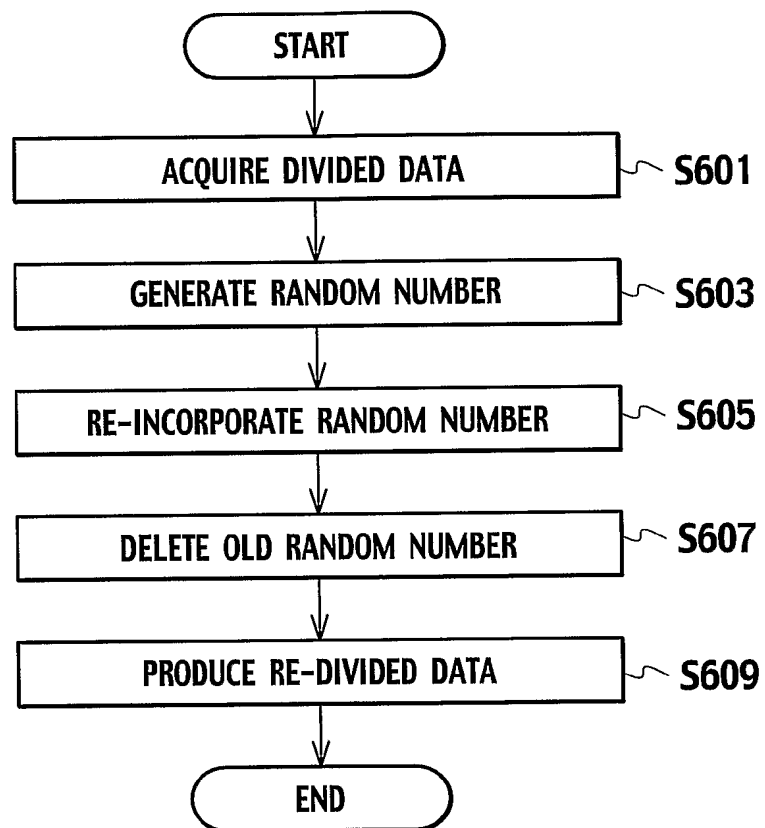 START
ACQUIRE DIVIDED DATA
S601
GENERATE RANDOM NUMBER
S603
RE-INCORPORATE RANDOM NUMBER
S605
DELETE OLD RANDOM NUMBER
S607
PRODUCE RE-DIVIDED DATA
S609
END